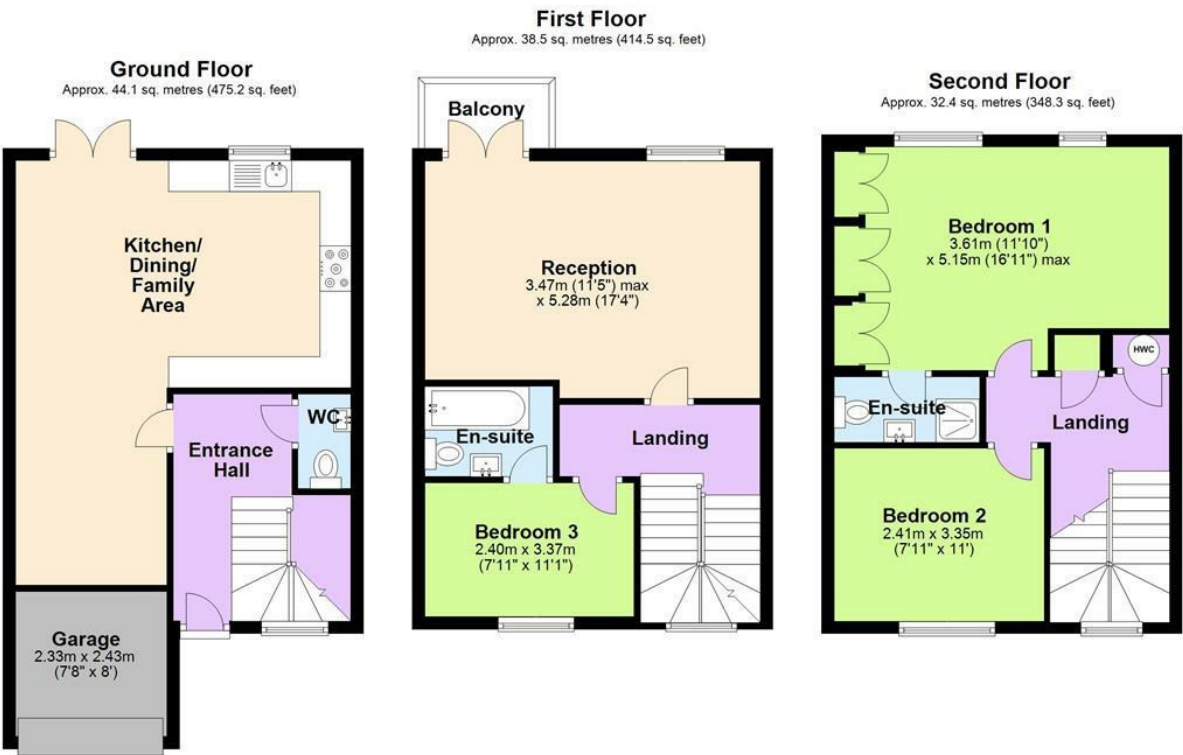 Ground Floor
Approx. 44.1 sq. metres (475.2 sq. feet)
Kitchen/
Dining/
Family
Area
WC
Entrance
Hall
Garage
2.33m x 2.43m
(7'8" x 8')
First Floor
Approx. 38.5 sq. metres (414.5 sq. feet)
Balcony
Reception
3.47m (11'5") max
x 5.28m (17'4")
En-suite
Landing
Bedroom 3
2.40m x 3.37m
(7'11" x 11'1")
Second Floor
Approx. 32.4 sq. metres (348.3 sq. feet)
Bedroom 1
3.61m (11'10")
x 5.15m (16'11") max
HWC
En-suite
Landing
Bedroom 2
2.41m x 3.35m
(7'11" x 11')